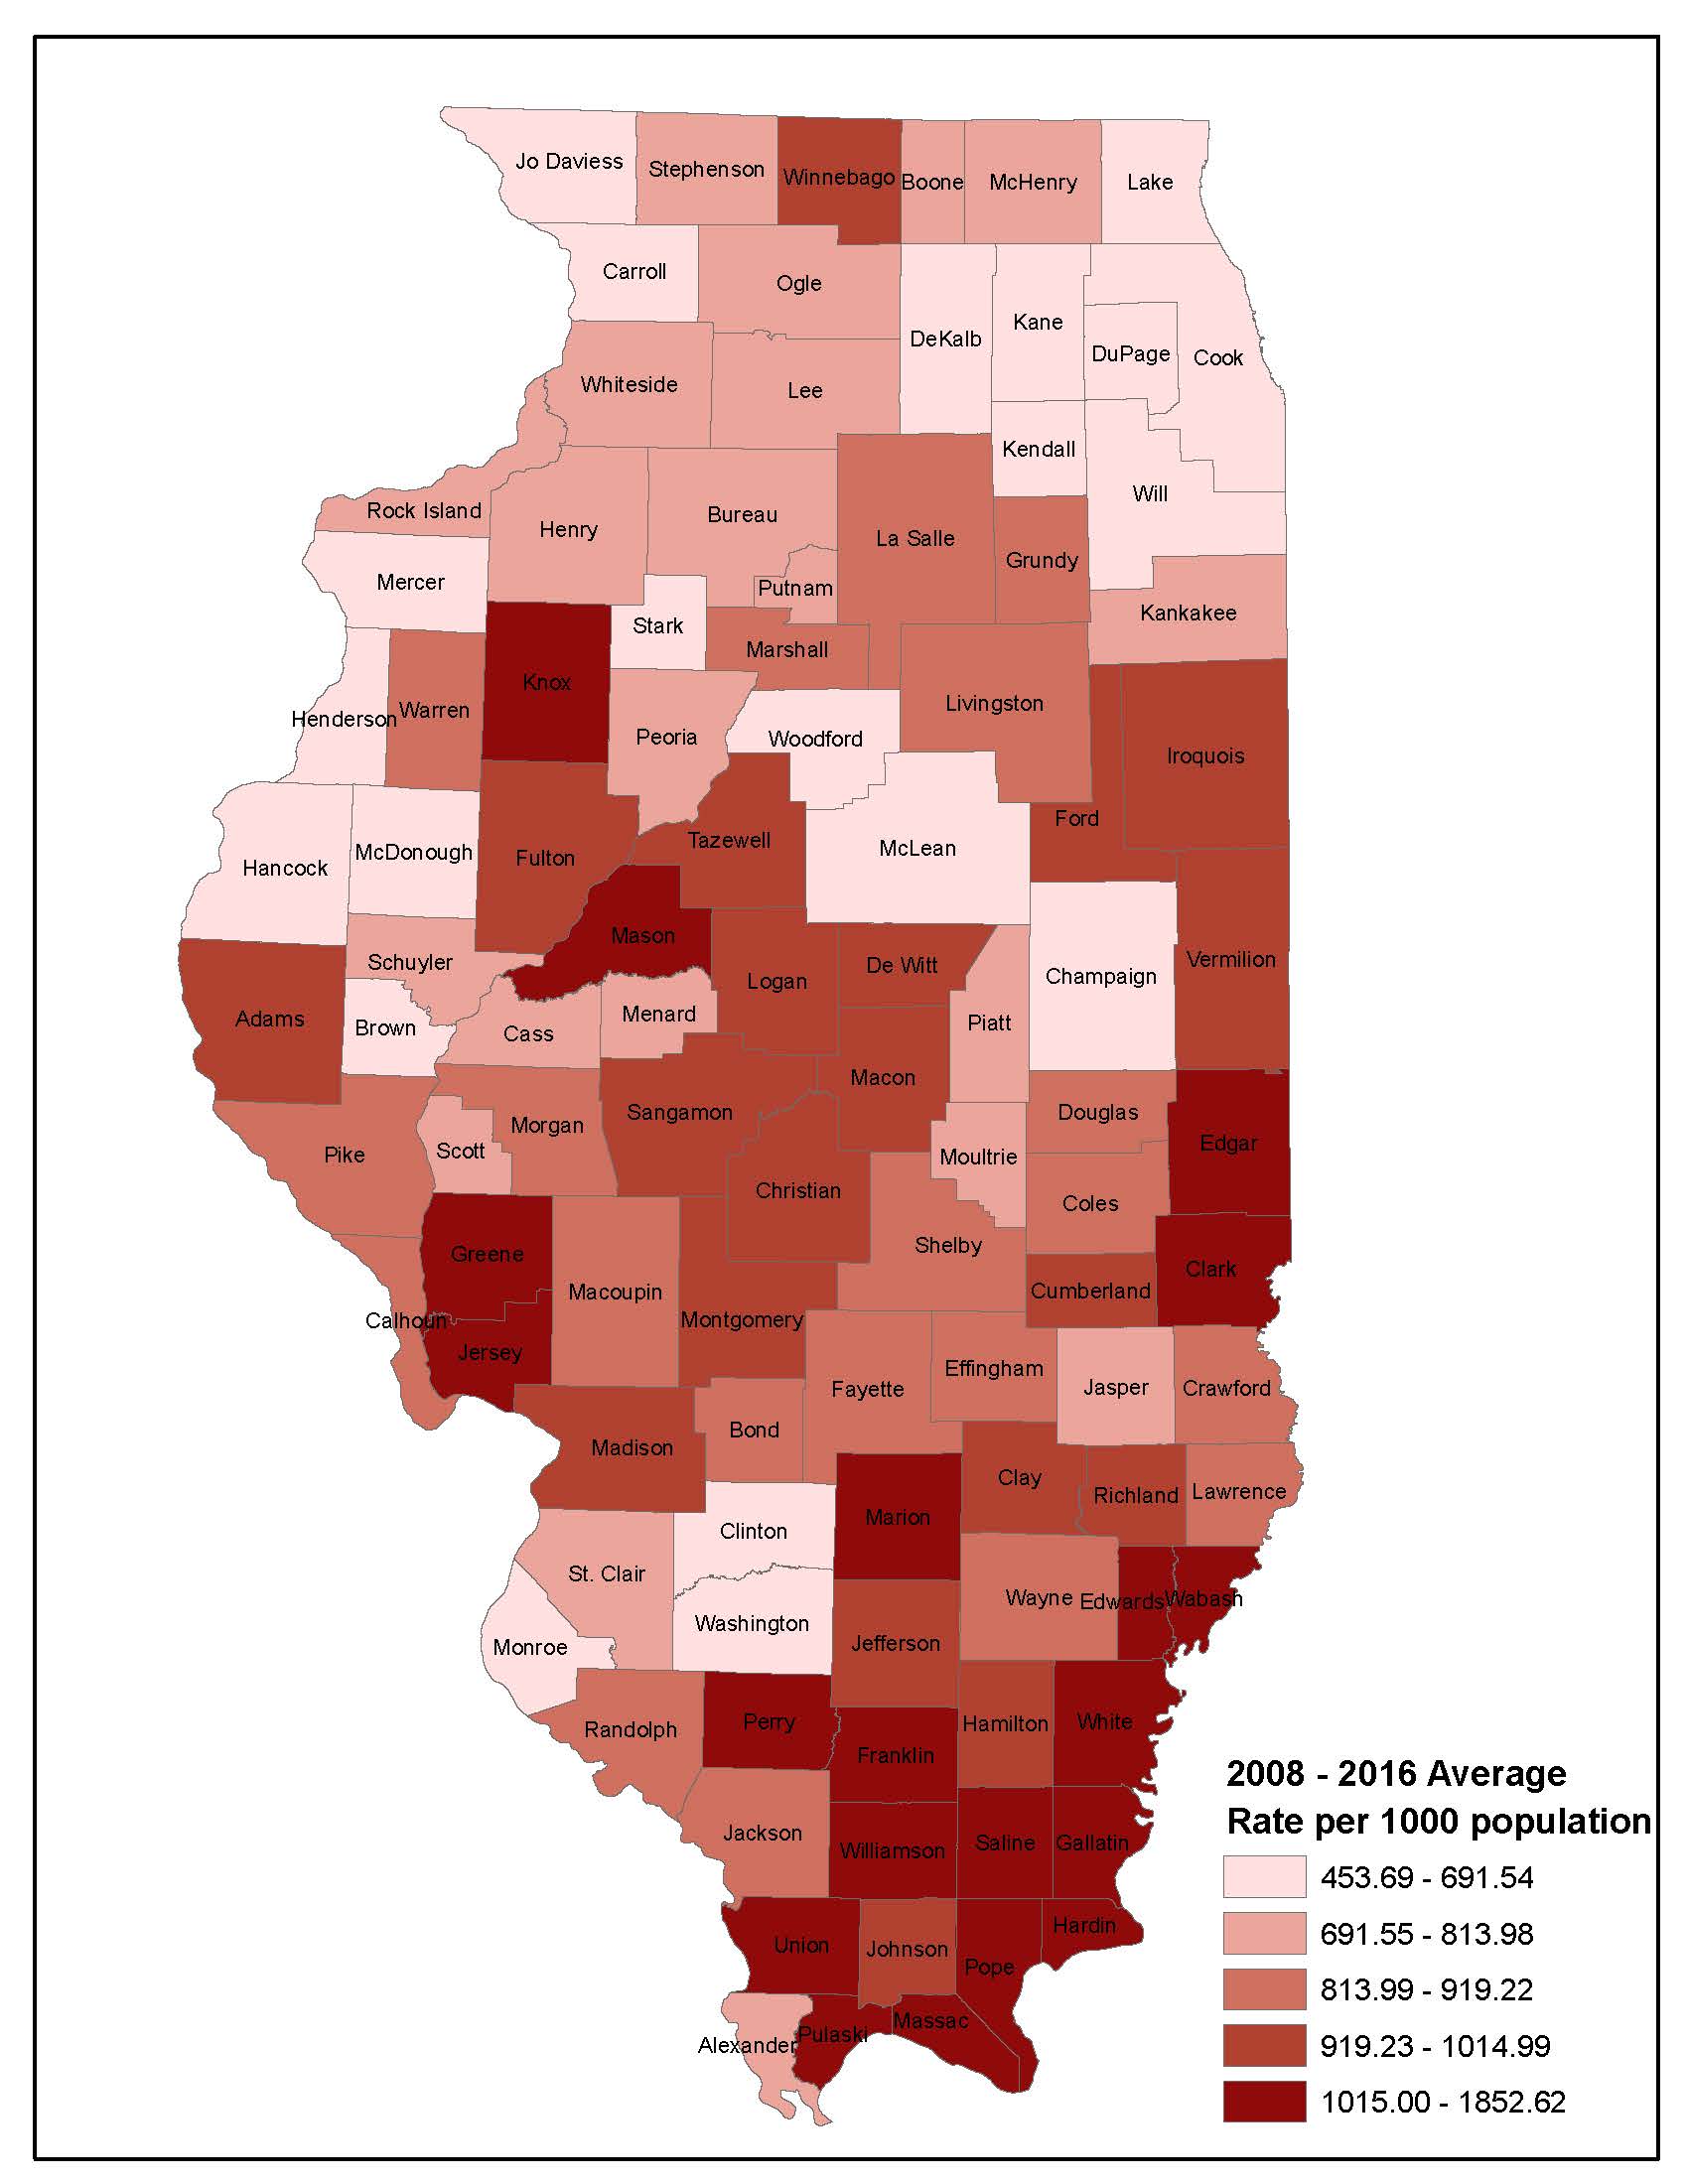 Jo Daviess
Stephenson
Winnebago
Boone
McHenry
Lake
Carroll
Ogle
DeKalb
Kane
DuPage
Cook
Whiteside
Lee
Kendall
Will
Rock Island
Henry
Bureau
La Salle
Grundy
Mercer
Putnam
Kankakee
Stark
Marshall
Knox
Henderson
Warren
Peoria
Woodford
Livingston
Iroquois
Ford
Hancock
McDonough
Fulton
Tazewell
McLean
Mason
Schuyler
Logan
De Witt
Champaign
Vermilion
Adams
Brown
Cass
Menard
Piatt
Macon
Sangamon
Douglas
Pike
Scott
Morgan
Moultrie
Edgar
Christian
Coles
Greene
Shelby
Clark
Macoupin
Cumberland
Calhoun
Montgomery
Jersey
Fayette
Effingham
Jasper
Crawford
Madison
Bond
Clay
Richland
Lawrence
Marion
Clinton
St. Clair
Wayne
Edwards
Wabash
Washington
Monroe
Jefferson
Randolph
Perry
Franklin
Hamilton
White
Jackson
Williamson
Saline
Gallatin
Union
Johnson
Pope
Hardin
Alexander
Pulaski
Massac
2008 - 2016 Average
Rate per 1000 population
453.69 - 691.54
691.55 - 813.98
813.99 - 919.22
919.23 - 1014.99
1015.00 - 1852.62